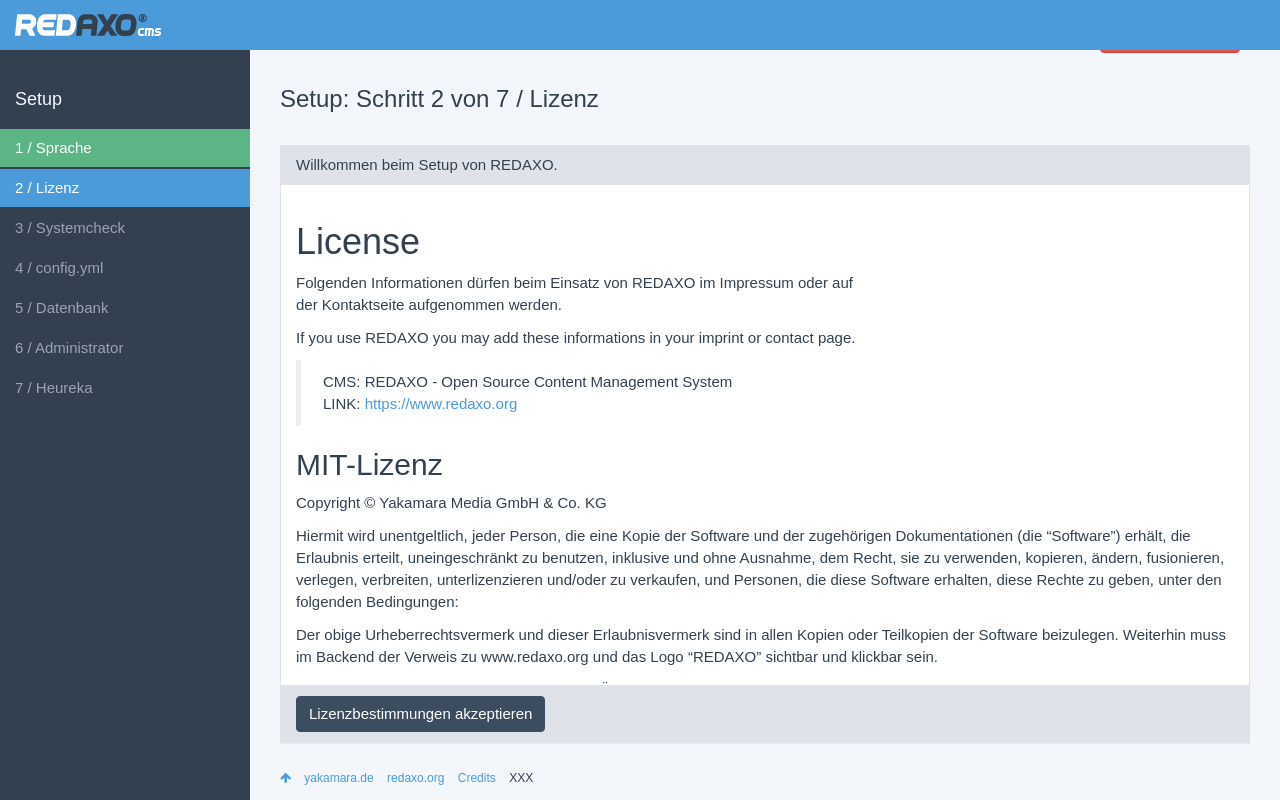 REDAXO® cms
Setup
1 / Sprache
2 / Lizenz
3 / Systemcheck
4 / config.yml
5 / Datenbank
6 / Administrator
7 / Heureka
Setup: Schritt 2 von 7 / Lizenz
Willkommen beim Setup von REDAXO.
License
Folgenden Informationen dürfen beim Einsatz von REDAXO im Impressum oder auf
der Kontaktseite aufgenommen werden.
If you use REDAXO you may add these informations in your imprint or contact page.
CMS: REDAXO - Open Source Content Management System
LINK: https://www.redaxo.org
MIT-Lizenz
Copyright © Yakamara Media GmbH & Co. KG
Hiermit wird unentgeltlich, jeder Person, die eine Kopie der Software und der zugehörigen Dokumentationen (die “Software”) erhält, die
Erlaubnis erteilt, uneingeschränkt zu benutzen, inklusive und ohne Ausnahme, dem Recht, sie zu verwenden, kopieren, ändern, fusionieren,
verlegen, verbreiten, unterlizenzieren und/oder zu verkaufen, und Personen, die diese Software erhalten, diese Rechte zu geben, unter den
folgenden Bedingungen:
Der obige Urheberrechtsvermerk und dieser Erlaubnisvermerk sind in allen Kopien oder Teilkopien der Software beizulegen. Weiterhin muss
im Backend der Verweis zu www.redaxo.org und das Logo “REDAXO” sichtbar und klickbar sein.
Lizenzbestimmungen akzeptieren
yakamara.de redaxo.org Credits XXX